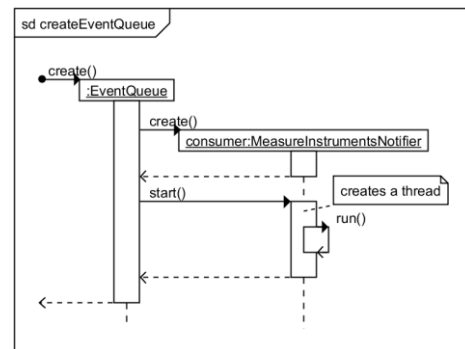 sd createEventQueue
create()
:EventQueue
create()
consumer:MeasureInstrumentsNotifier
creates a thread
start()
run()